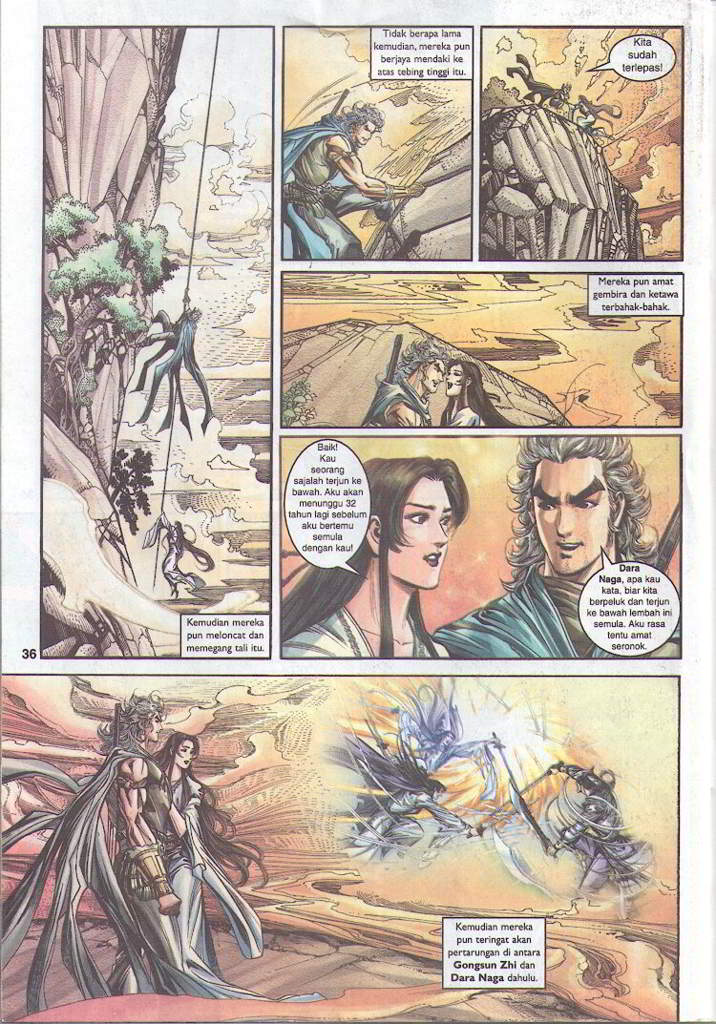 Kemudian mereka
pun meloncat dan
memegang tali itu.
36
Tidak berapa lama
kemudian, mereka pun
berjaya mendaki ke
atas tebing tinggi itu.
Kita
sudah
terlepas!
Mereka pun amat
gembira dan ketawa
terbahak-bahak.
Baik!
Kau
seorang
sajalah terjun ke
bawah. Aku akan
menunggu 32
tahun lagi sebelum
aku bertemu
semula
dengan kau!
Dara
Naga, apa kau
kata, biar kita
berpeluk dan terjun
ke bawah lembah ini
semula. Aku rasa
tentu amat
seronok.
Kemudian mereka
pun teringat akan
pertarungan di antara
Gongsun Zhi dan
Dara Naga dahulu.